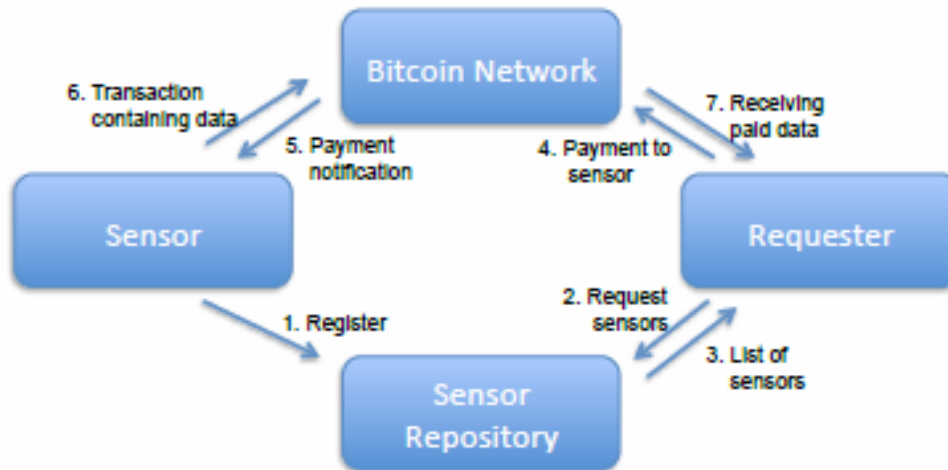 Bitcoin Network
6. Transaction
containing data
7. Receiving
paid data
5. Payment
notification
4. Payment to
sensor
Sensor
Requester
1. Register
2. Request
sensors
3. List of
sensors
Sensor
Repository